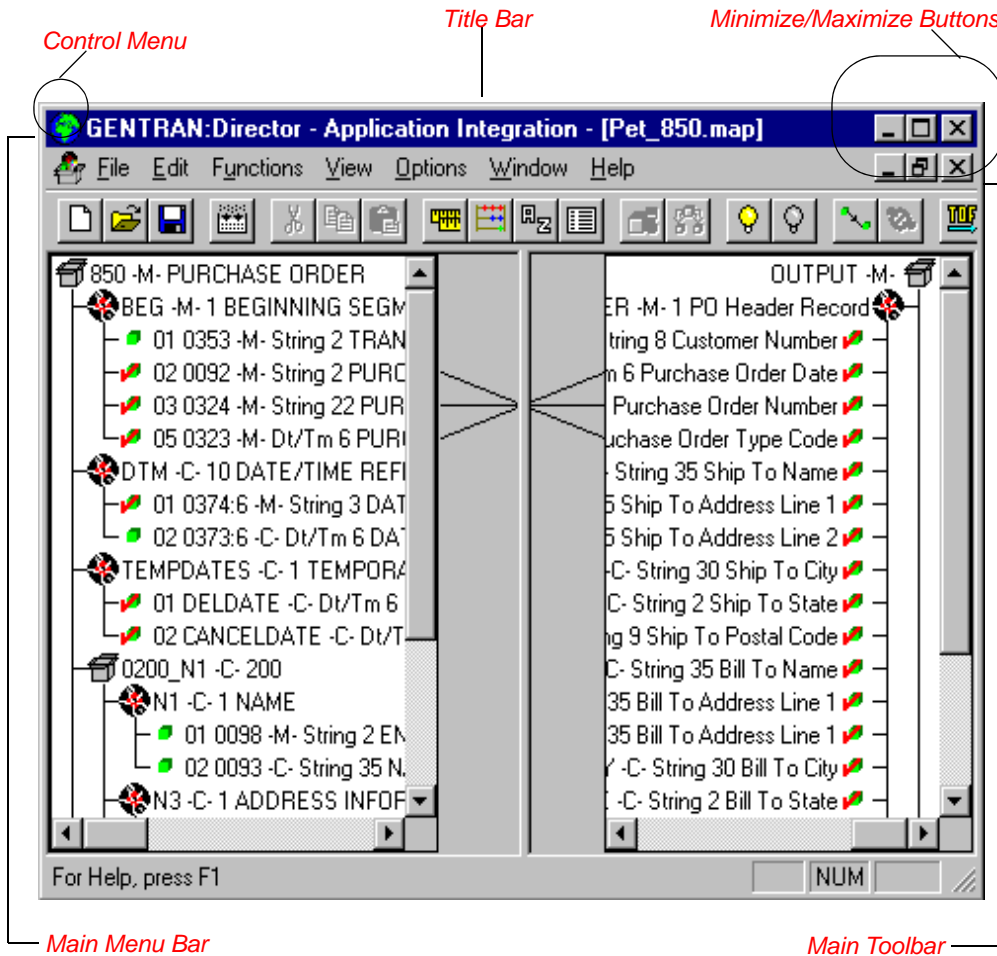 Title Bar
Minimize/Maximize Buttons
Control Menu
GENTRAN:Director - Application Integration - [Pet_850.map]
File Edit Functions View Options Window Help
TOF
850 -M- PURCHASE ORDER
BEG -M- 1 BEGINNING SEGM
01 0353 -M- String 2 TRAN
02 0092 -M- String 2 PURC
03 0324 -M- String 22 PUR
05 0323 -M- Dt/Tm 6 PUR
DTM -C- 10 DATE/TIME REF
01 0374:6 -M- String 3 DAT
02 0373:6 -C- Dt/Tm 6 DA
TEMPDATES -C- 1 TEMPORA
01 DELDATE -C- Dt/Tm 6
02 CANCELDATE -C- Dt/T
0200_N1 -C- 200
N1 -C- 1 NAME
01 0098 -M- String 2 EN
02 0093 -C- String 35 N
N3 -C- 1 ADDRESS INFOF
OUTPUT -M-
ER -M- 1 PO Header Record
tring 8 Customer Number
m 6 Purchase Order Date
Purchase Order Number
uchase Order Type Code
- String 35 Ship To Name
5 Ship To Address Line 1
5 Ship To Address Line 2
-C- String 30 Ship To City
C- String 2 Ship To State
ng 9 Ship To Postal Code
C- String 35 Bill To Name
35 Bill To Address Line 1
35 Bill To Address Line 1
-C- String 30 Bill To City
-C- String 2 Bill To State
For Help, press F1
NUM
Main Menu Bar
Main Toolbar